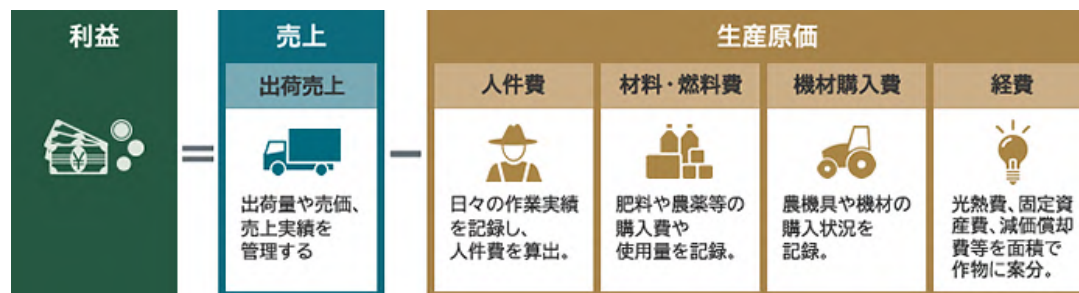 利益
¥
=
売上
出荷売上
出荷量や売価、
売上実績を
管理する
−
生産原価
人件費
日々の作業実績
を記録し、
人件費を算出。
材料・燃料費
肥料や農薬等の
購入費や
使用量を記録。
機材購入費
農機具や機材の
購入状況を
記録。
経費
光熱費、固定資
産費、減価償却
費等を面積で
作物に案分。